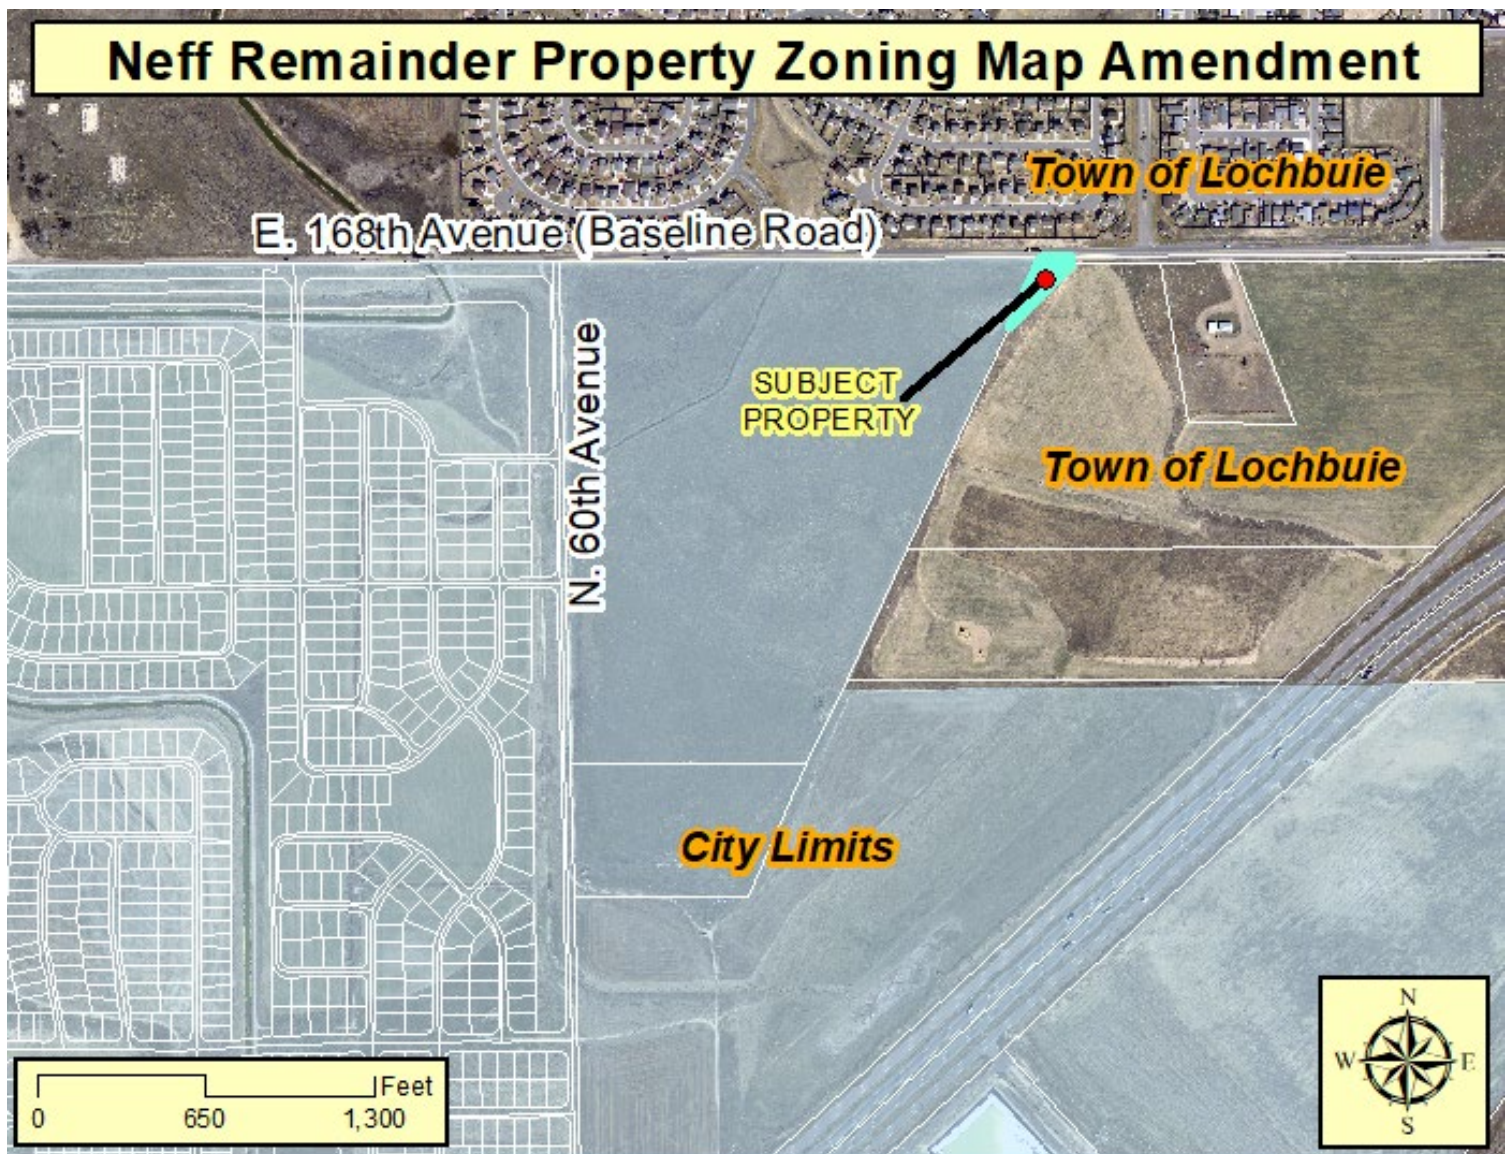 Neff Remainder Property Zoning Map Amendment
Town of Lochbuie
E. 168th Avenue (Baseline Road)
SUBJECT
PROPERTY
N. 60th Avenue
Town of Lochbuie
City Limits
Feet
0 650 1,300
N
W E
S